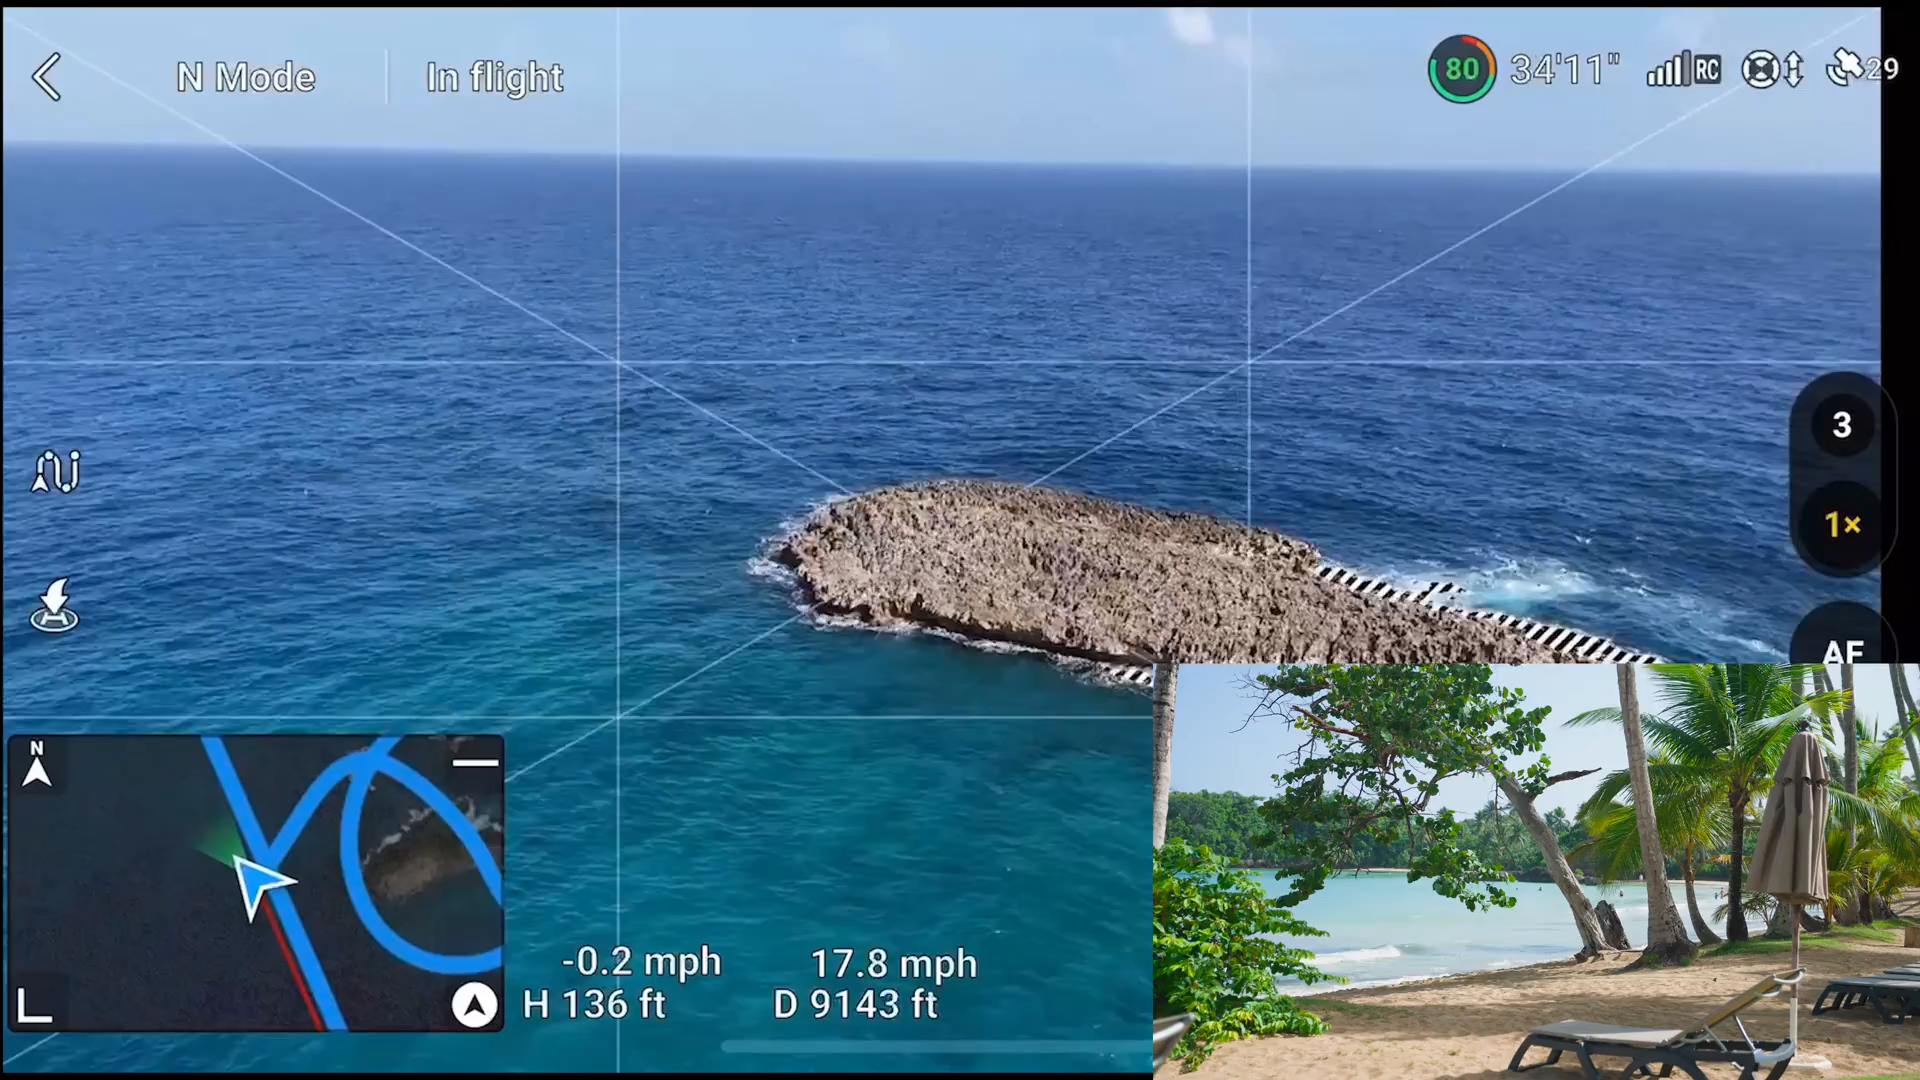 N Mode
In flight
80
34'11"
RC
29
3
1×
AF
N
-0.2 mph
17.8 mph
H 136 ft
D 9143 ft